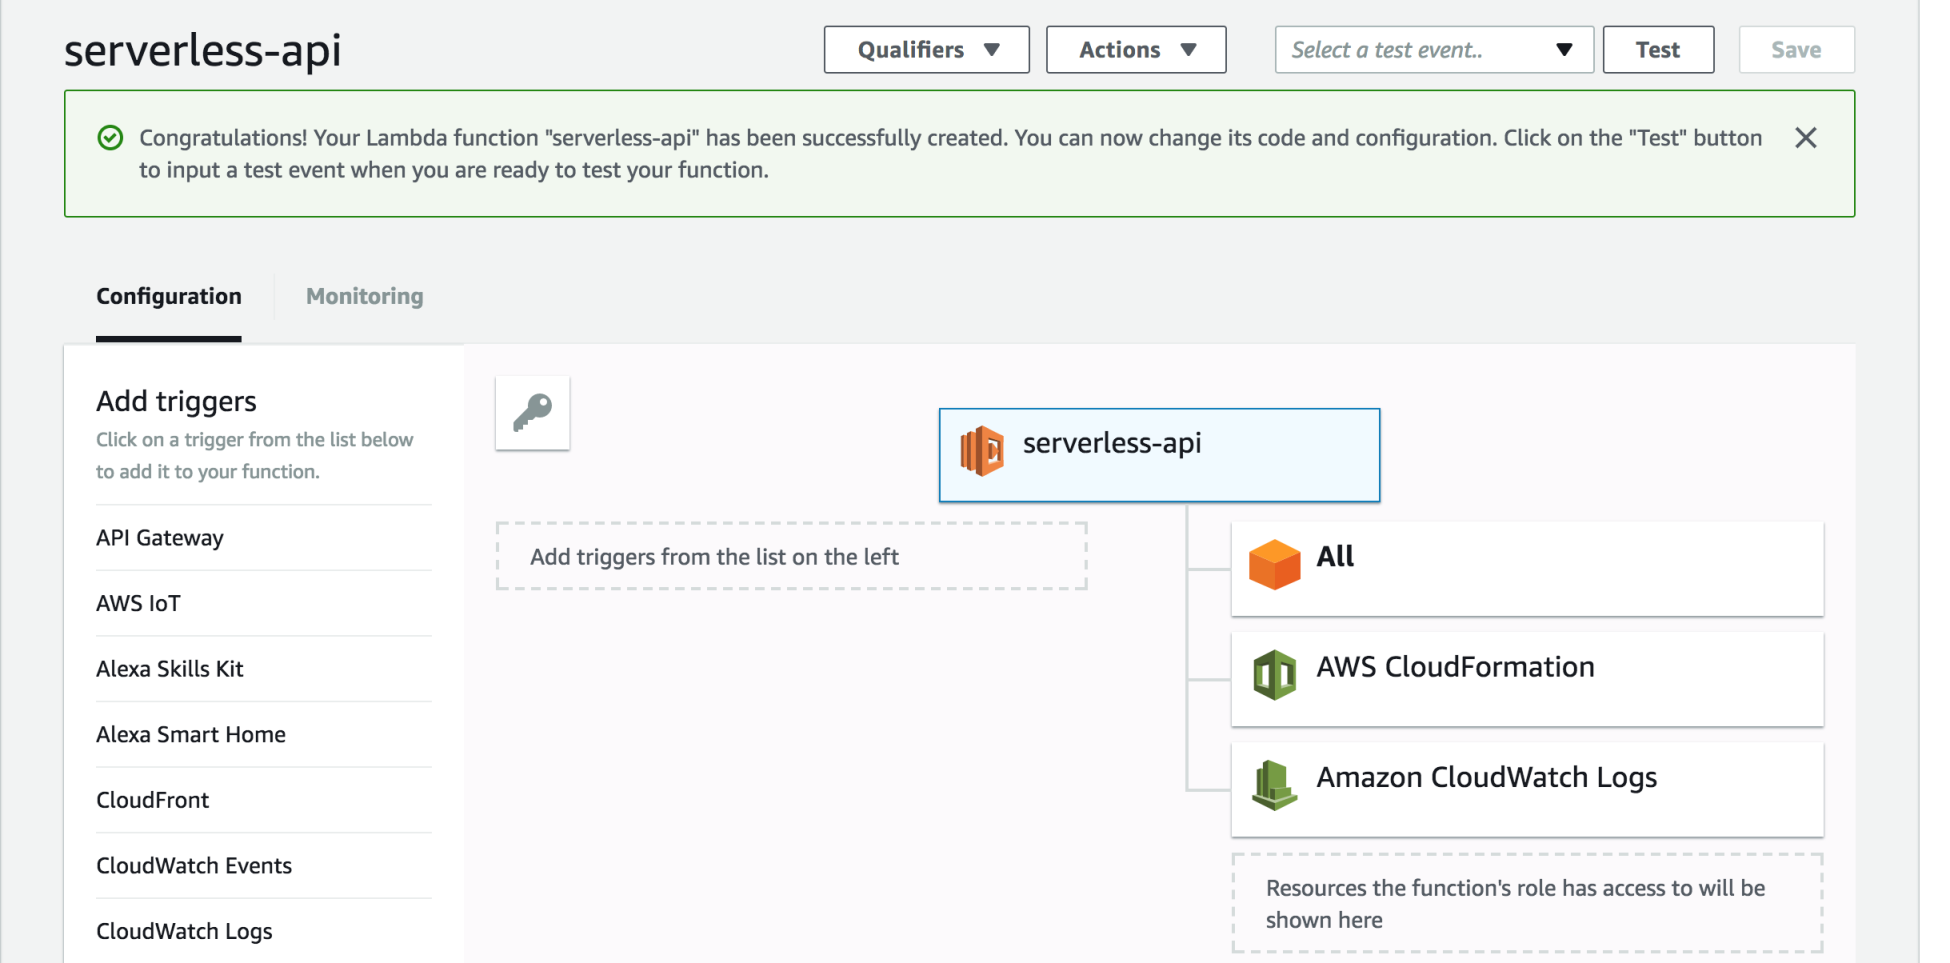 serverless-api
Qualifiers
Actions
Select a test event..
Test
Save
Congratulations! Your Lambda function "serverless-api" has been successfully created. You can now change its code and configuration. Click on the "Test" button
to input a test event when you are ready to test your function.
Configuration
Monitoring
Add triggers
Click on a trigger from the list below
to add it to your function.
API Gateway
AWS IoT
Alexa Skills Kit
Alexa Smart Home
CloudFront
CloudWatch Events
CloudWatch Logs
serverless-api
Add triggers from the list on the left
All
AWS CloudFormation
Amazon CloudWatch Logs
Resources the function's role has access to will be
shown here